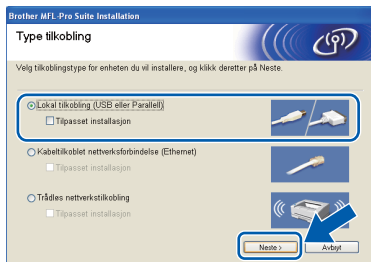 Brother MFL-Pro Suite Installation
Type tilkobling
Velg tilkoblingstype for enheten du vil installere, og klikk deretter på Neste.
Lokal tilkobling (USB eller Parallell)
Tilpasset installasjon
Kabeltilkoblet nettverksforbindelse (Ethernet)
Tilpasset installasjon
Trådløs nettverkstilkobling
Tilpasset installasjon
Neste > Avbryt